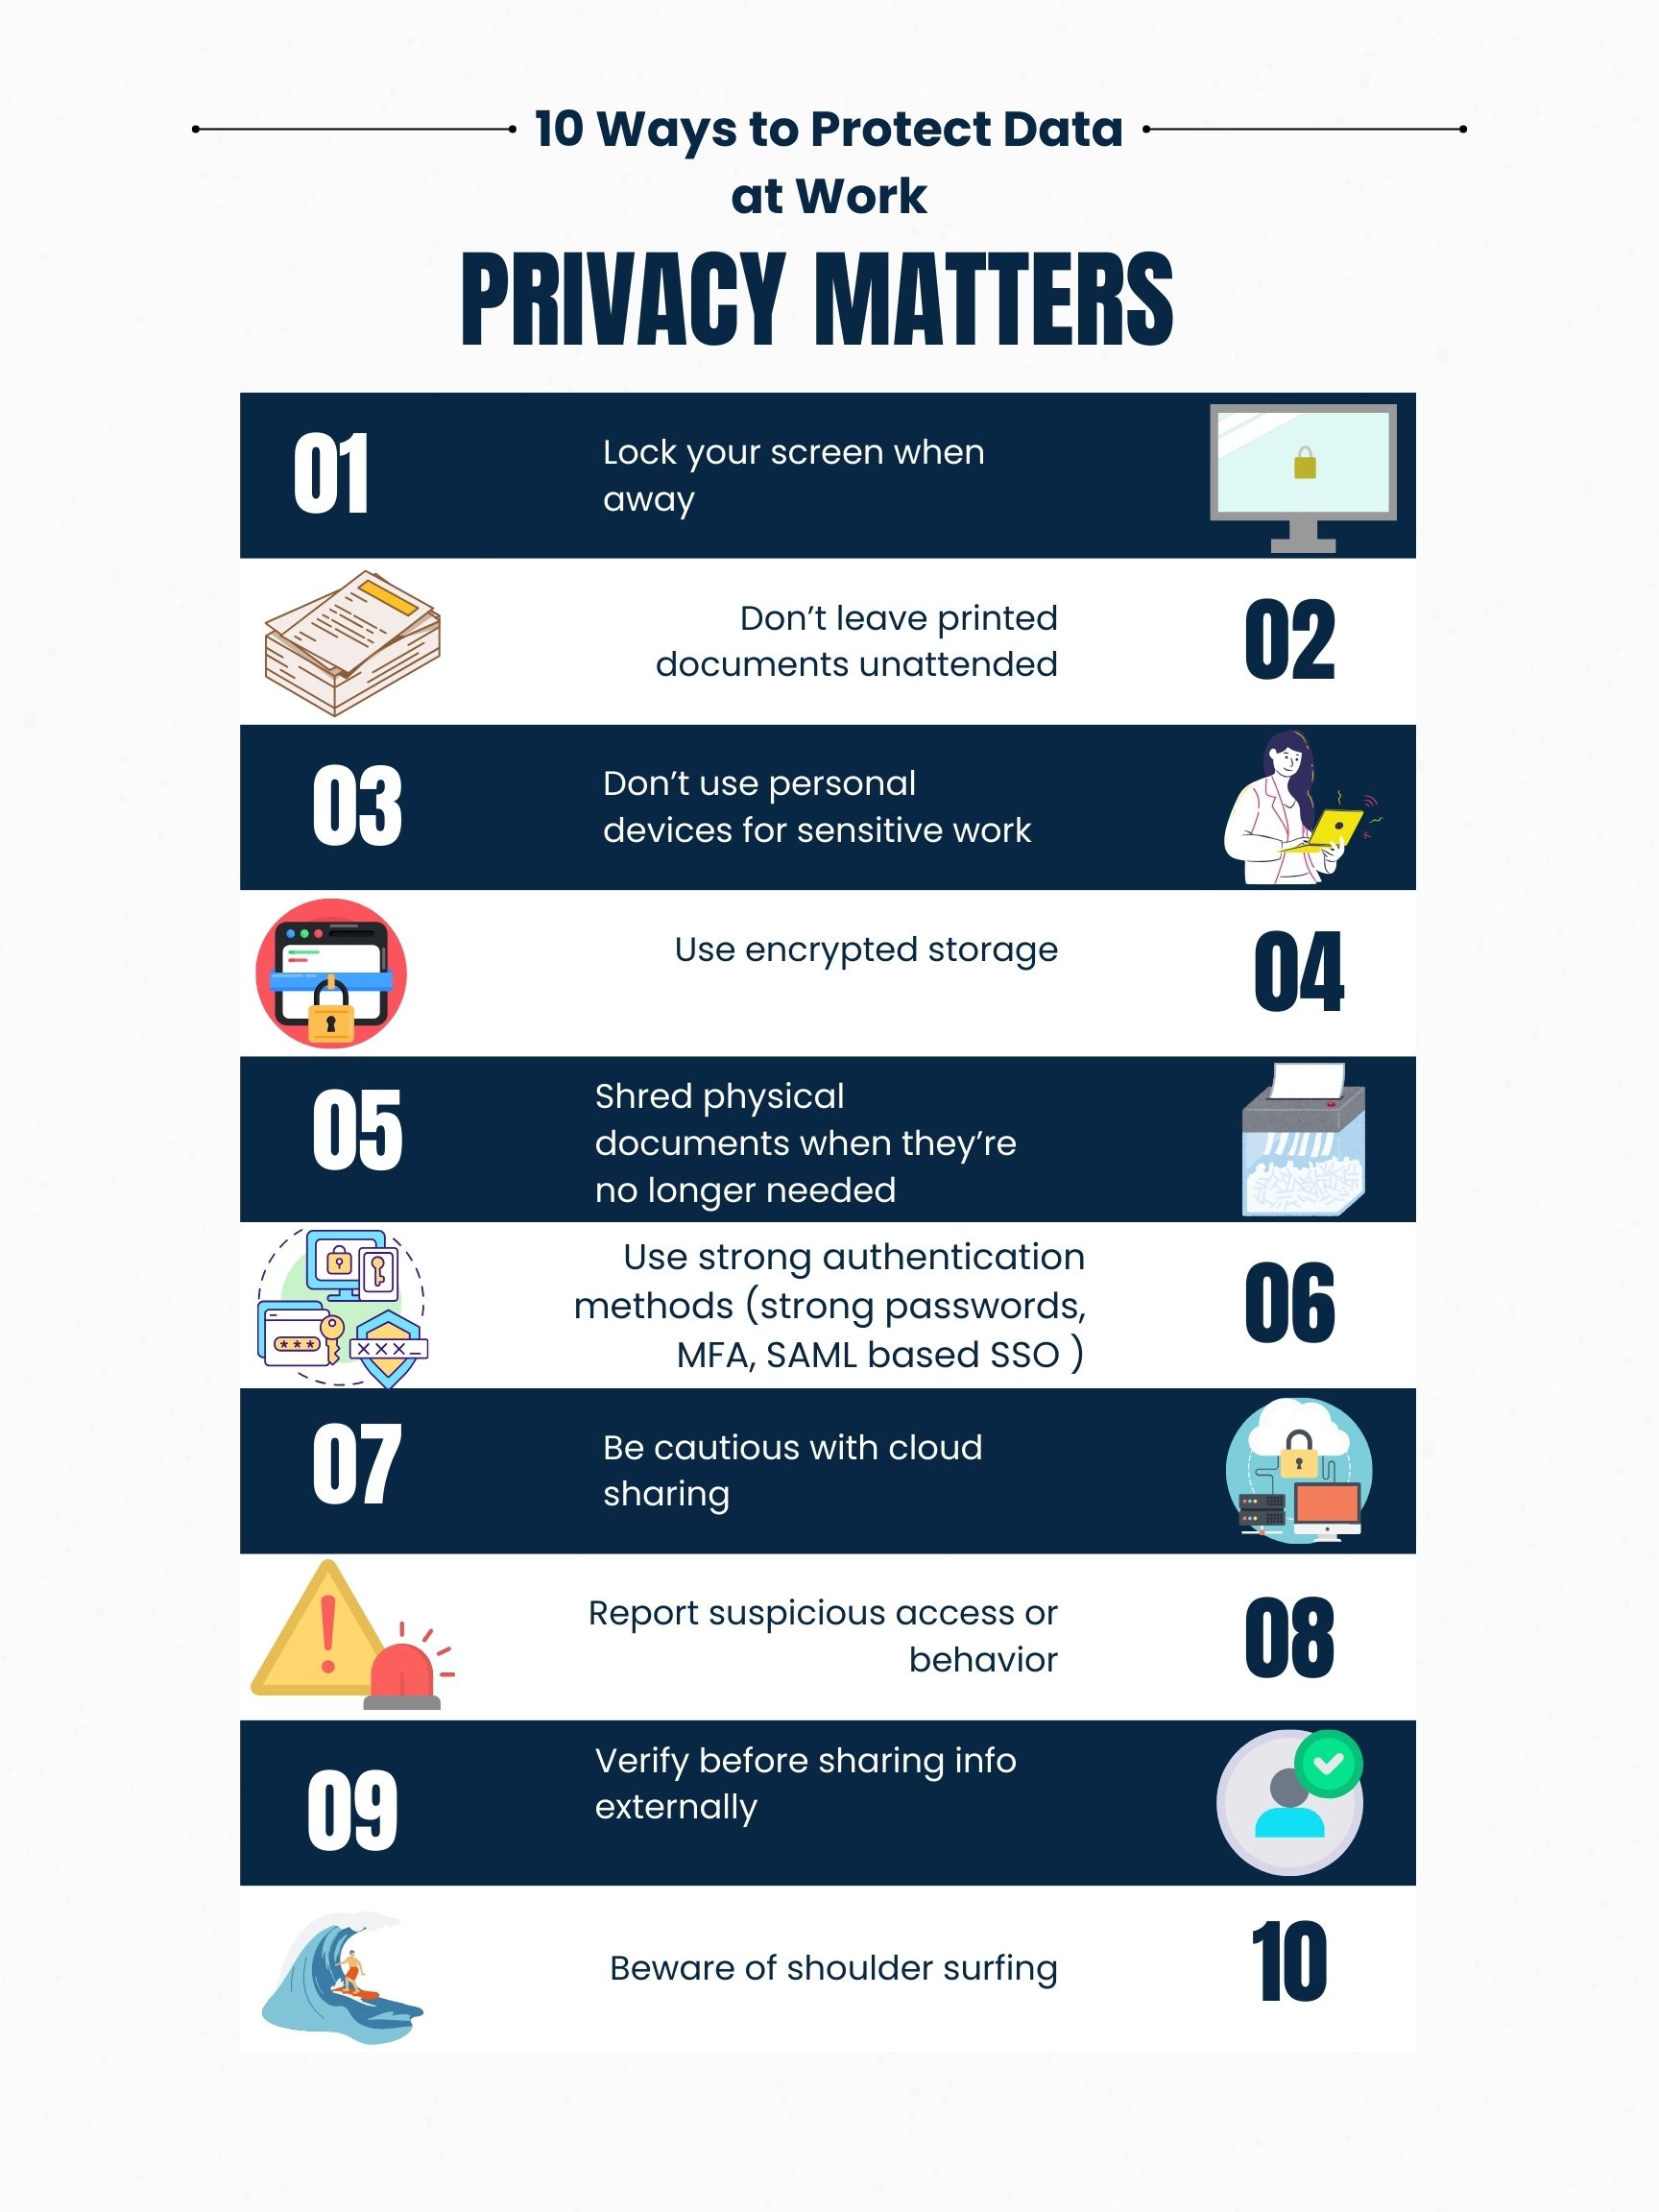 10 Ways to Protect Data
at Work
PRIVACY MATTERS
01
Lock your screen when
away
Don’t leave printed
documents unattended
02
03
Don’t use personal
devices for sensitive work
Use encrypted storage
04
05
Shred physical
documents when they’re
no longer needed
Use strong authentication
methods (strong passwords,
MFA, SAML based SSO )
06
07
Be cautious with cloud
sharing
Report suspicious access or
behavior
08
09
Verify before sharing info
externally
Beware of shoulder surfing
10